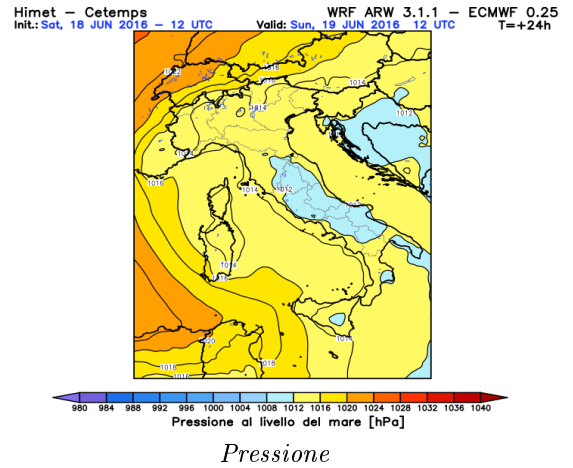 Himet – Cetemps WRF ARW 3.1.1 – ECMWF 0.25
Init.: Sat, 18 JUN 2016 – 12 UTC Valid: Sun, 19 JUN 2016 12 UTC T=+24h
1014
1012
1014
1014
1016
1014
1012
1014
1016
1014
1018
1018
1016
980 984 988 992 996 1000 1004 1008 1012 1016 1020 1024 1028 1032 1036 1040
Pressione al livello del mare [hPa]
Pressione